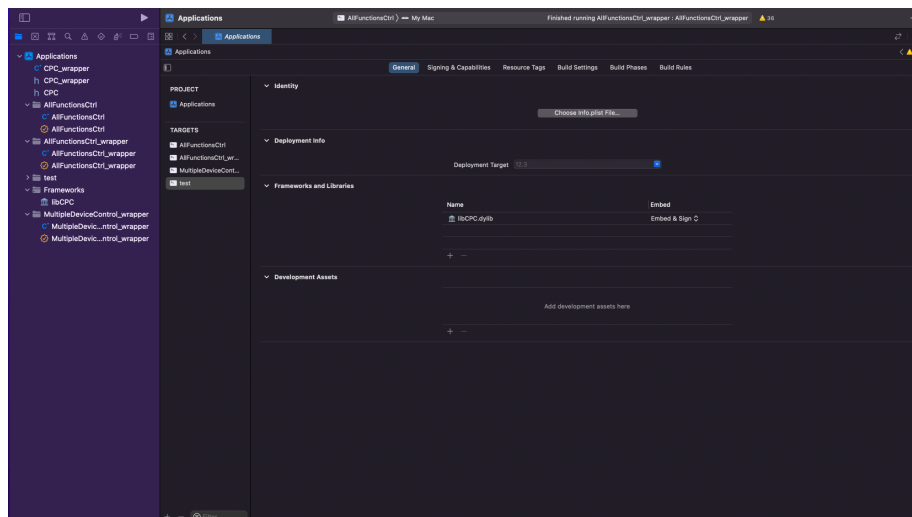 Applications
AllFunctionsCtrl 〉 My Mac
Finished running AllFunctionsCtrl_wrapper : AllFunctionsCtrl_wrapper
36
Applications
Applications
Applications
CPC_wrapper
CPC_wrapper
CPC
AllFunctionsCtrl
AllFunctionsCtrl
AllFunctionsCtrl
AllFunctionsCtrl_wrapper
AllFunctionsCtrl_wrapper
AllFunctionsCtrl_wrapper
test
Frameworks
libCPC
MultipleDeviceControl_wrapper
MultipleDevic...ntrol_wrapper
MultipleDevic...ntrol_wrapper
General Signing & Capabilities Resource Tags Build Settings Build Phases Build Rules
PROJECT
Applications
TARGETS
AllFunctionsCtrl
AllFunctionsCtrl_wr...
MultipleDeviceCont...
test
Filter
Identity
Choose Info.plist File...
Deployment Info
Deployment Target 12.3
Frameworks and Libraries
Name Embed
libCPC.dylib Embed & Sign
+ −
Development Assets
Add development assets here
+ −